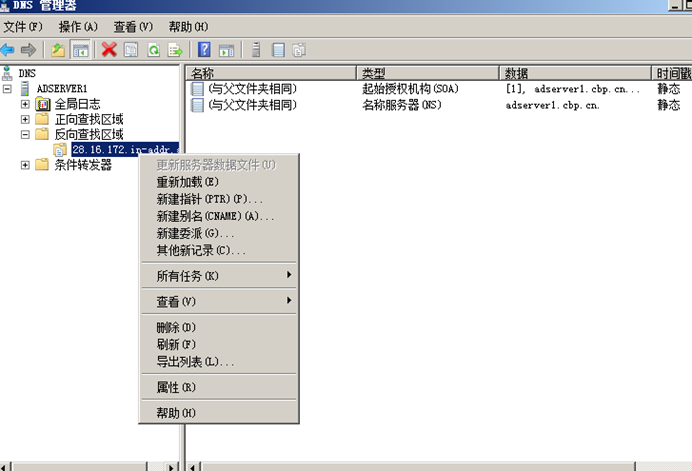 DNS 管理器
文件(F) 操作(A) 查看(V) 帮助(H)
DNS
ADSERVER1
全局日志
正向查找区域
反向查找区域
28.16.172.in-addr.
条件转发器
名称 类型 数据 时间戳
(与父文件夹相同) 起始授权机构(SOA) [1], adserver1.cbp.cn... 静态
(与父文件夹相同) 名称服务器(NS) adserver1.cbp.cn. 静态
更新服务器数据文件(U)
重新加载(E)
新建指针(PTR)(P)...
新建别名(CNAME)(A)...
新建委派(G)...
其他新记录(C)...
所有任务(K)
查看(V)
删除(D)
刷新(F)
导出列表(L)...
属性(R)
帮助(H)